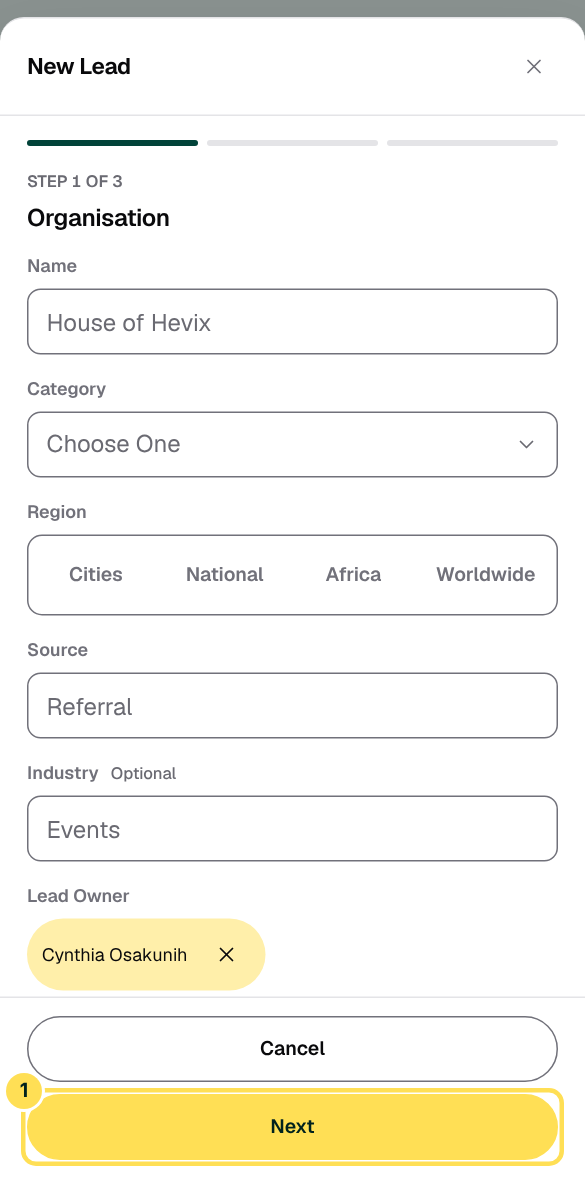 New Lead
STEP 1 OF 3
Organisation
Name
House of Hevix
Category
Choose One
Region
Cities National Africa Worldwide
Source
Referral
Industry Optional
Events
Lead Owner
Cynthia Osakunih
Cancel
1
Next